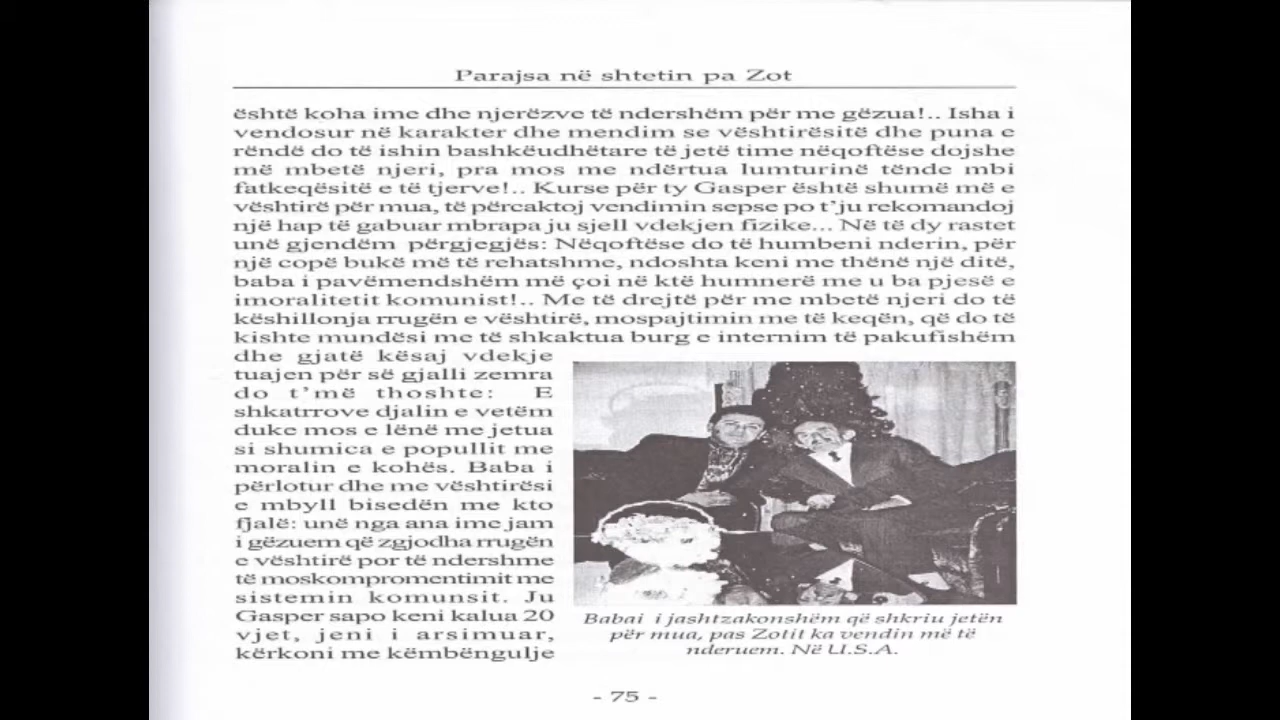 Parajsa në shtetin pa Zot
është koha ime dhe njerëzve të ndershëm për me gëzua!.. Isha i
vendosur në karakter dhe mendim se vështirësitë dhe puna e
rëndë do të ishin bashkëudhëtare të jetë time nëqoftëse dojshe
më mbetë njeri, pra mos me ndërtua lumturinë tënde mbi
fatkeqësitë e të tjerve!.. Kurse për ty Gasper është shumë më e
vështirë për mua, të përcaktoj vendimin sepse po t'ju rekomandoj
një hap të gabuar mbrapa ju sjell vdekjen fizike... Në të dy rastet
unë gjendëm përgjegjës: Nëqoftëse do të humbeni nderin, për
një copë bukë më të rehatshme, ndoshta keni me thënë një ditë,
baba i pavëmendshëm më çoi në ktë humnerë me u ba pjesë e
imoralitetit komunist!.. Me të drejtë për me mbetë njeri do të
këshillonja rrugën e vështirë, mospajtimin me të keqën, që do të
kishte mundësi me të shkaktua burg e internim të pakufishëm
dhe gjatë kësaj vdekje
tuajen për së gjalli zemra
do t'më thoshte: E
shkatrrove djalin e vetëm
duke mos e lënë me jetua
si shumica e popullit me
moralin e kohës. Baba i
përlotur dhe me vështirësi
e mbyll bisedën me kto
fjalë: unë nga ana ime jam
i gëzuem që zgjodha rrugën
e vështirë por të ndershme
të moskompromentimit me
sistemin komunsit. Ju
Gasper sapo keni kalua 20
vjet, jeni i arsimuar,
kërkoni me këmbëngulje
Babai i jashtzakonshëm që shkriu jetën
për mua, pas Zotit ka vendin më të
nderuem. Në U.S.A.
- 75 -